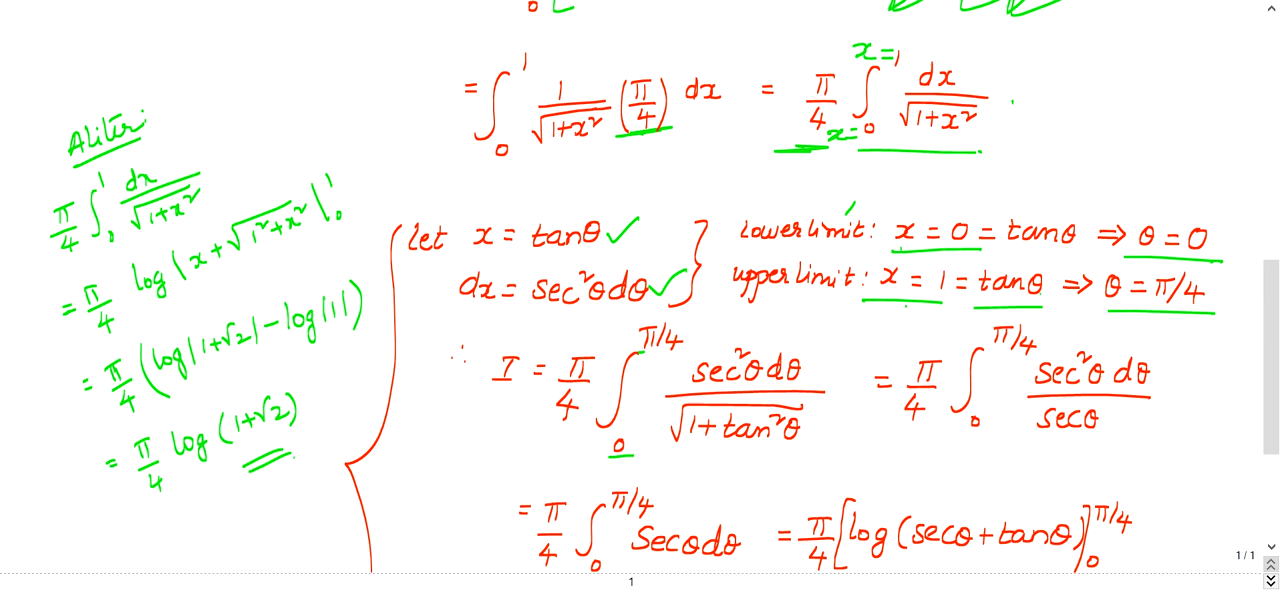 = ∫₀¹ 1/√(1+x²) (π/4) dx = π/4 ∫ₓ₌₀ˣ⁼¹ dx/√(1+x²)
Let x = tanθ
dx = sec²θdθ
Lower limit: x = 0 = tanθ ⇒ θ = 0
upper limit: x = 1 = tanθ ⇒ θ = π/4
∴ I = π/4 ∫₀^(π/4) sec²θdθ/√(1+tan²θ) = π/4 ∫₀^(π/4) sec²θ dθ/secθ
= π/4 ∫₀^(π/4) Secθdθ = π/4 [log(secθ+tanθ)]₀^(π/4)
Aliter
π/4 ∫₀¹ dx/√(1+x²)
= π/4 log|x+√(1²+x²)|₀¹
= π/4 (log|1+√2|-log|1|)
= π/4 log(1+√2)
1 / 1
1